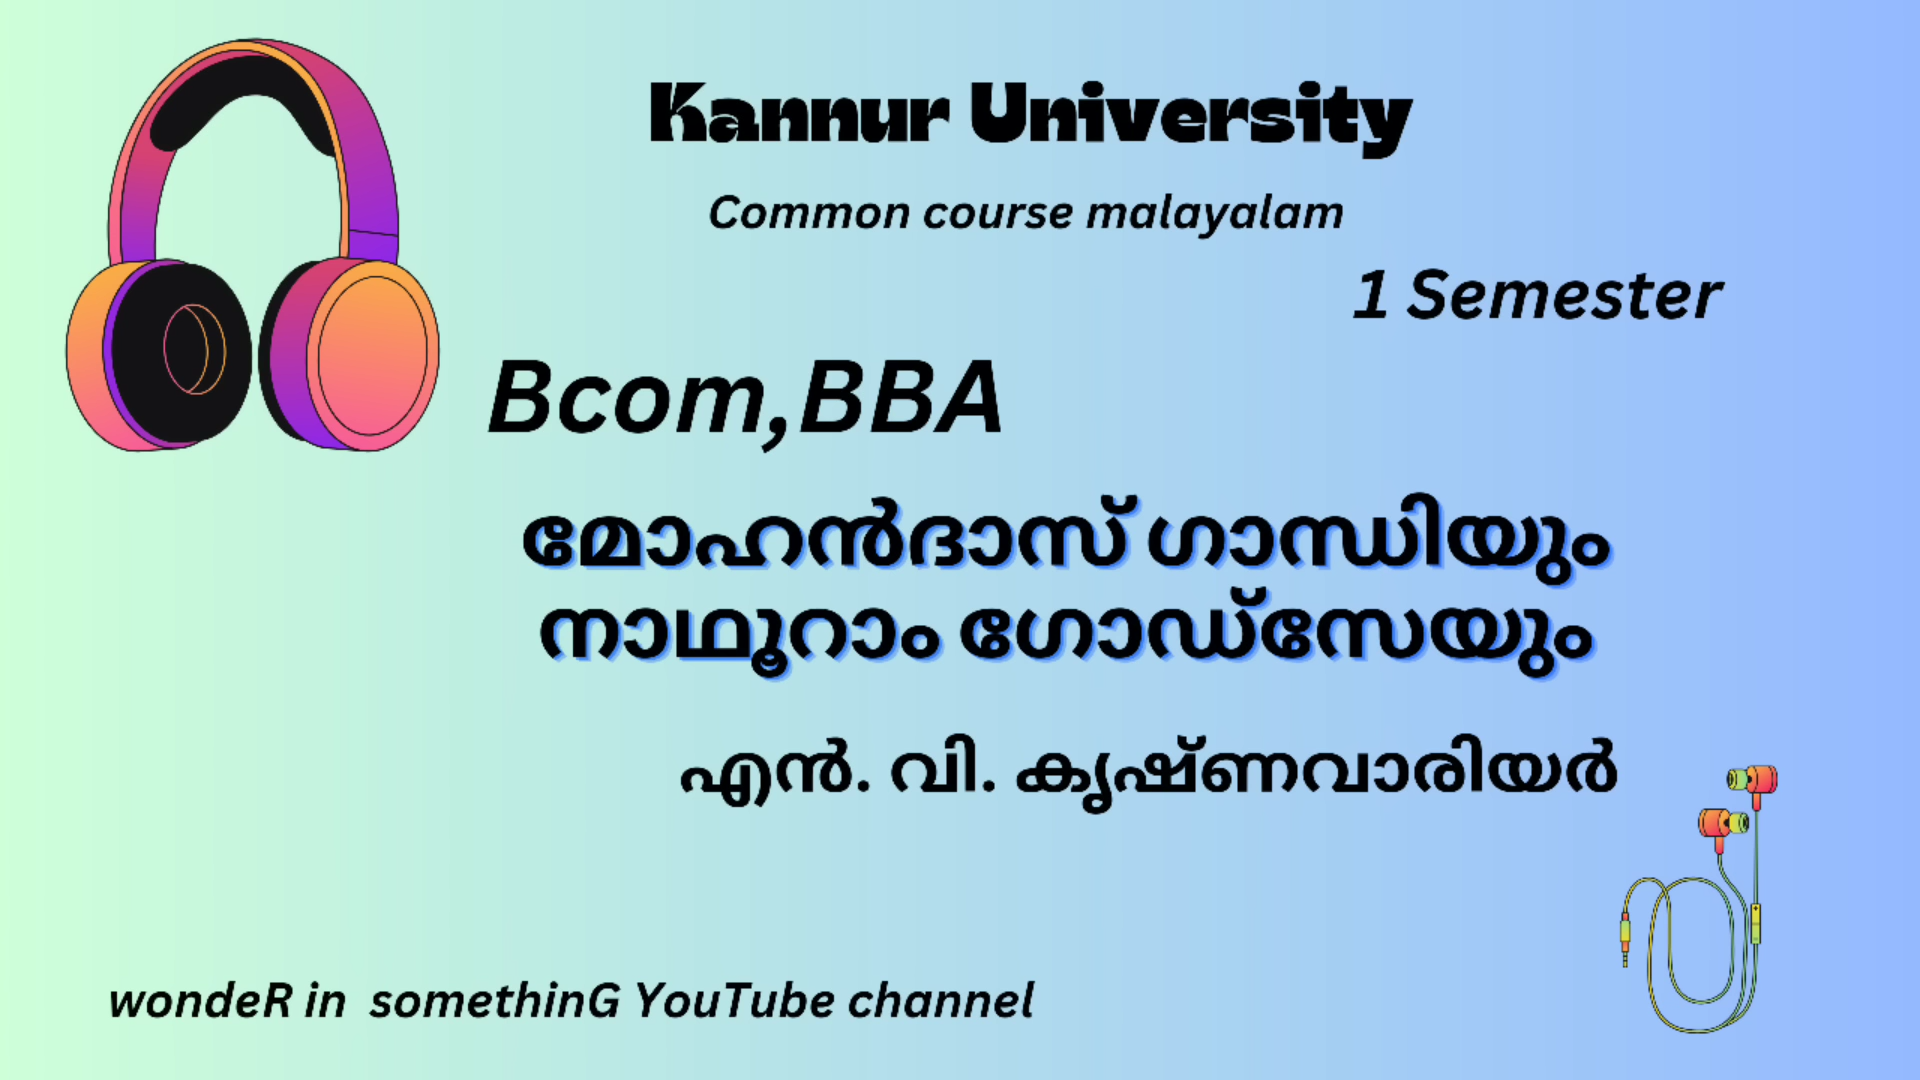 Kannur University
Common course malayalam
1 Semester
Bcom,BBA
മോഹൻദാസ് ഗാന്ധിയും
നാഥൂറാം ഗോഡ്സേയും
എൻ. വി. കൃഷ്ണവാരിയർ
wondeR in somethinG YouTube channel